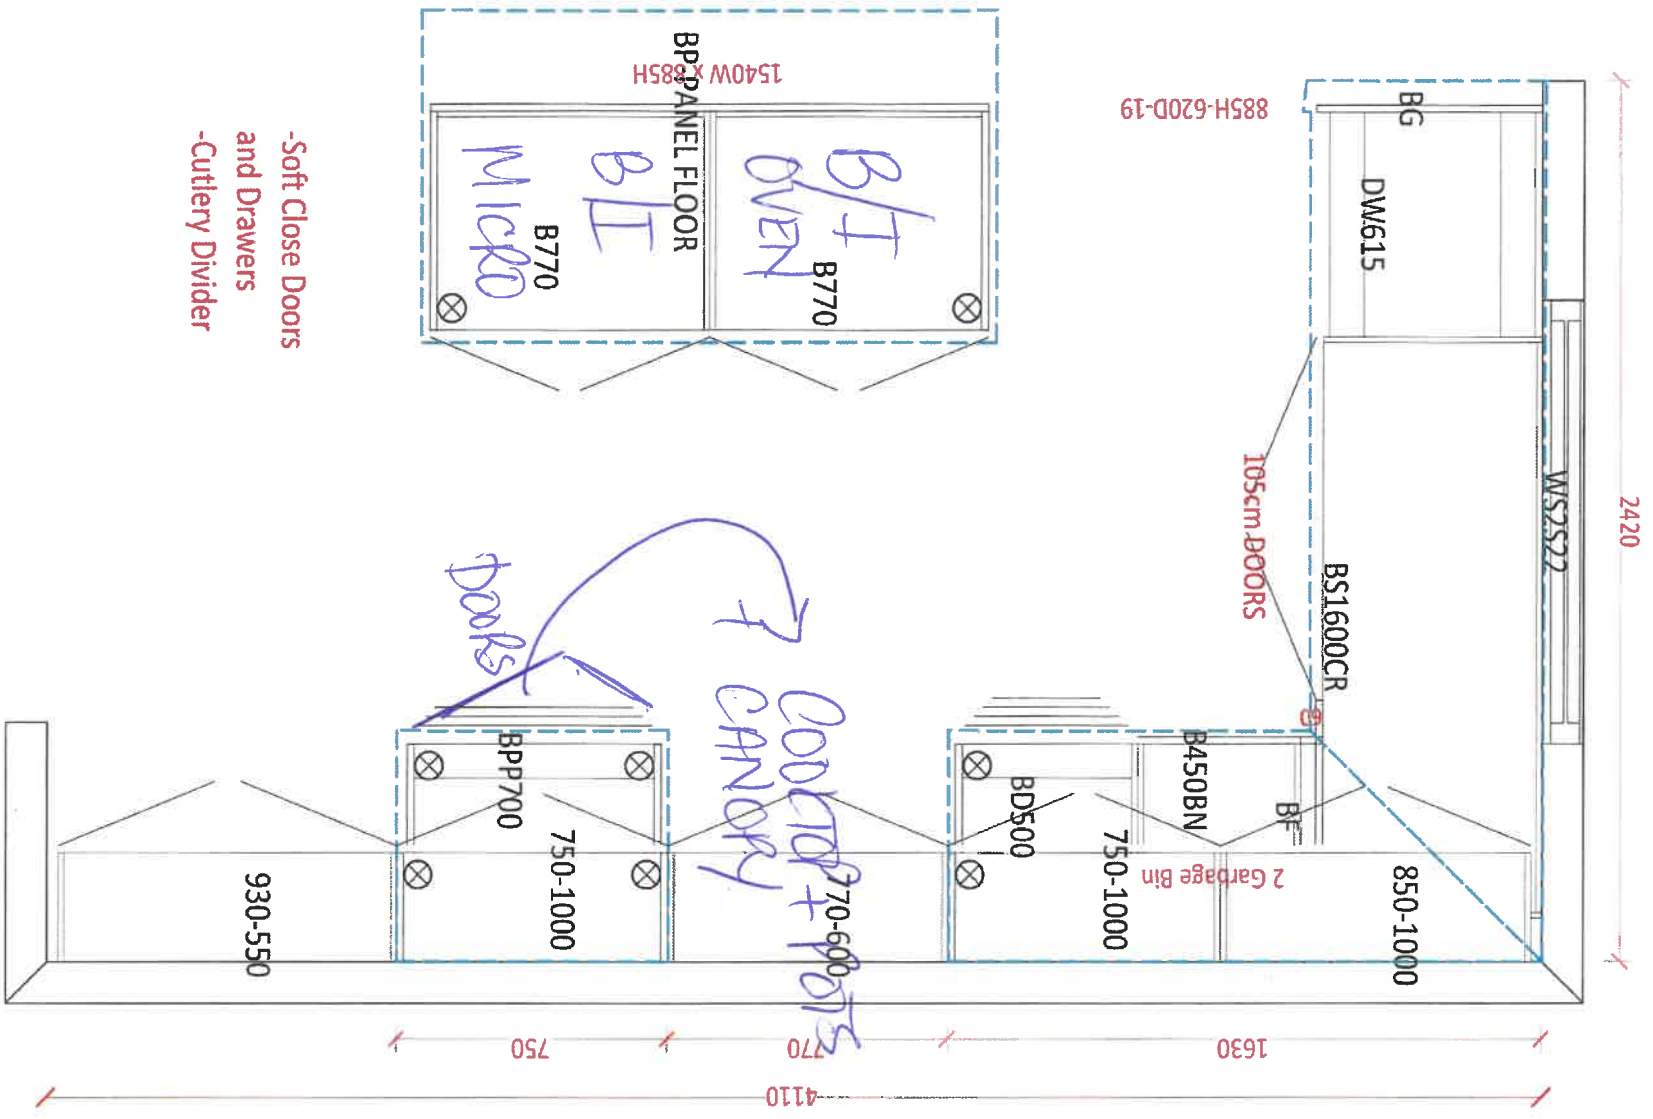 BP-PANEL FLOOR
1540W x 885H
B/I
MICRO
B770
B/I
OVEN
B770
-Soft Close Doors
and Drawers
-Cutlery Divider
885H-620D-19
BG
DW615
105cm DOORS
BS1600CR
WS2S22
2420
DOORS
COOKTOP + POTS
CANOPY
BPP700
BD500
B450BN
BF
2 Garbage Bin
930-550
750-1000
770-600
750-1000
850-1000
750
770
1630
4110